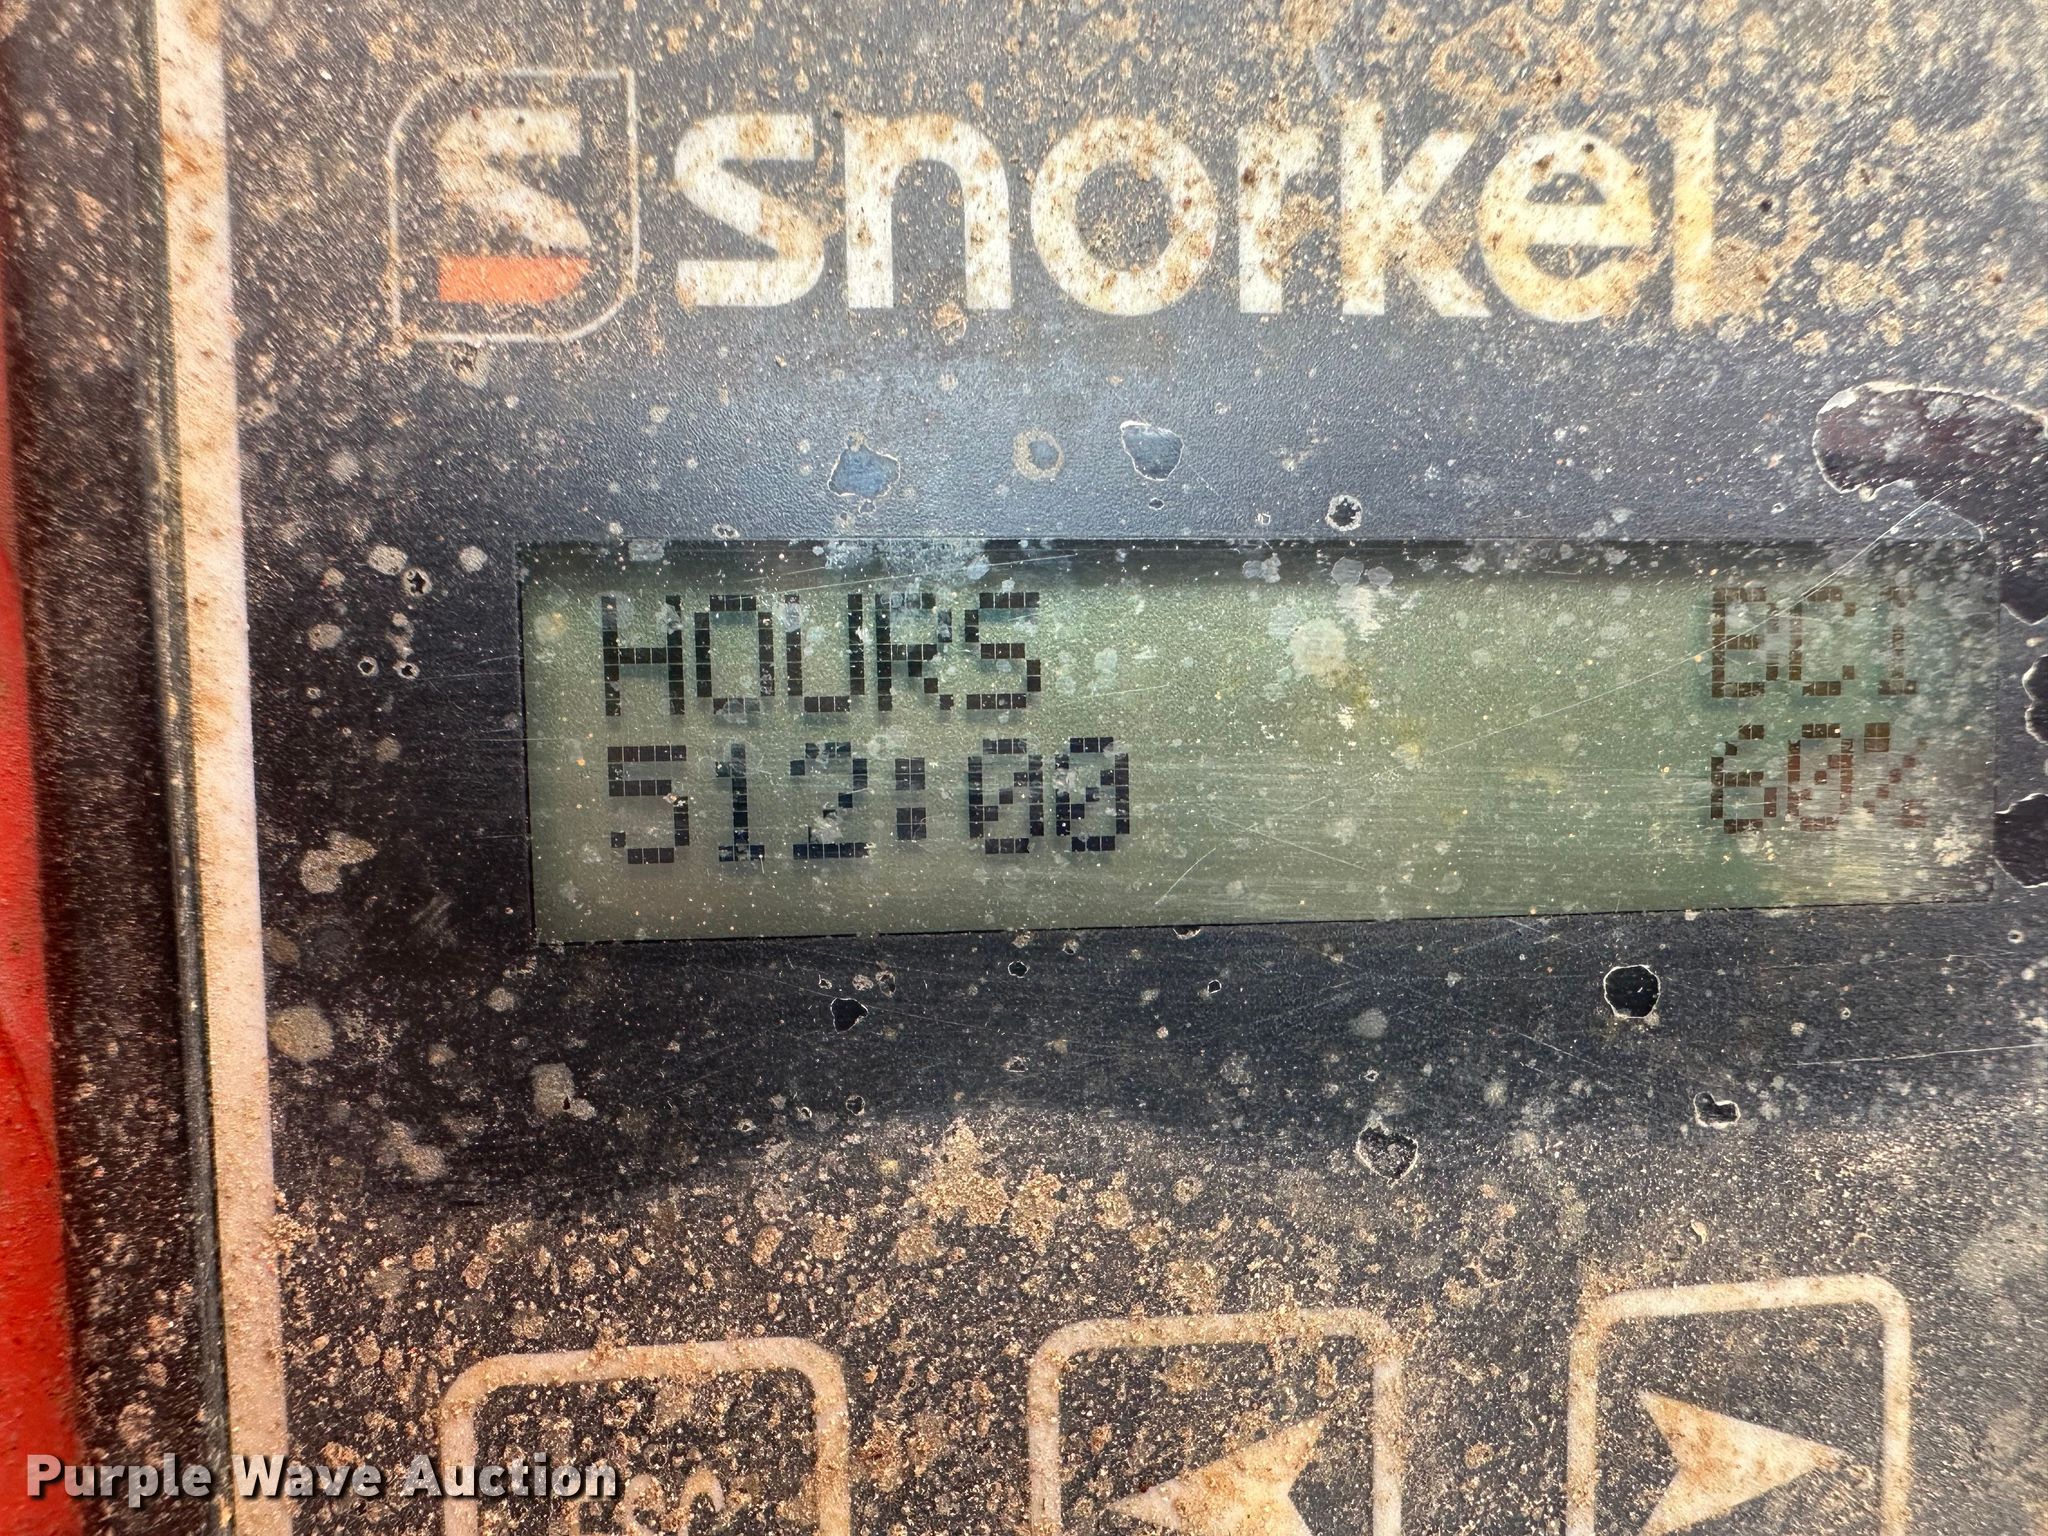 snorkel
HOURS BCI
512:00 60%
Purple Wave Auction